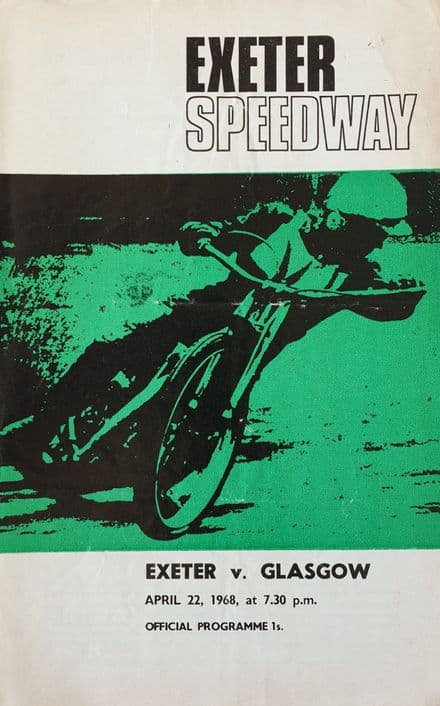 EXETER
SPEEDWAY
EXETER v. GLASGOW
APRIL 22, 1968, at 7.30 p.m.
OFFICIAL PROGRAMME 1s.